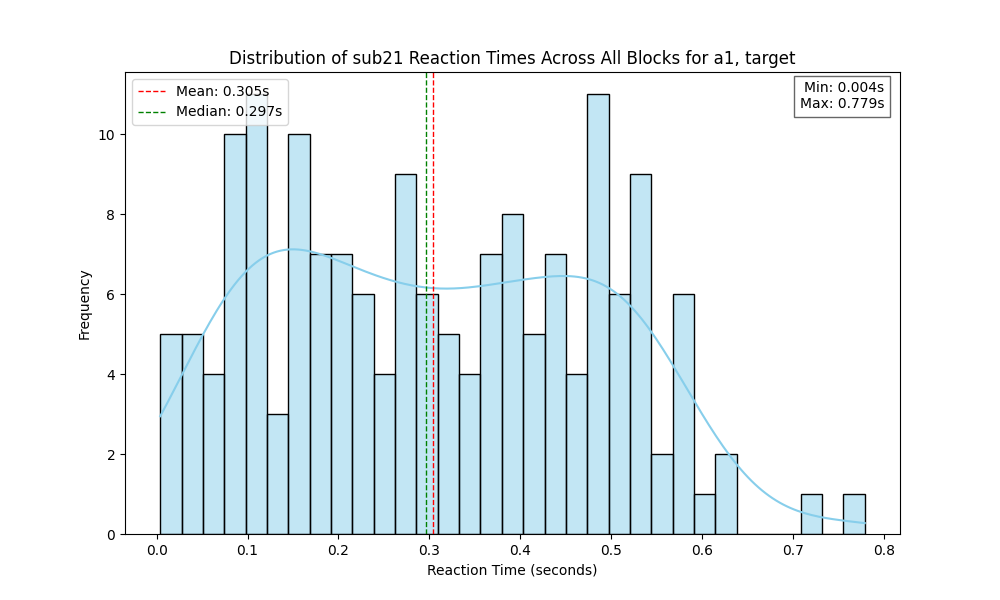 Distribution of sub21 Reaction Times Across All Blocks for a1, target
Mean: 0.305s
Median: 0.297s
Min: 0.004s
Max: 0.779s
Frequency
10
8
6
4
2
0
0.0 0.1 0.2 0.3 0.4 0.5 0.6 0.7 0.8
Reaction Time (seconds)